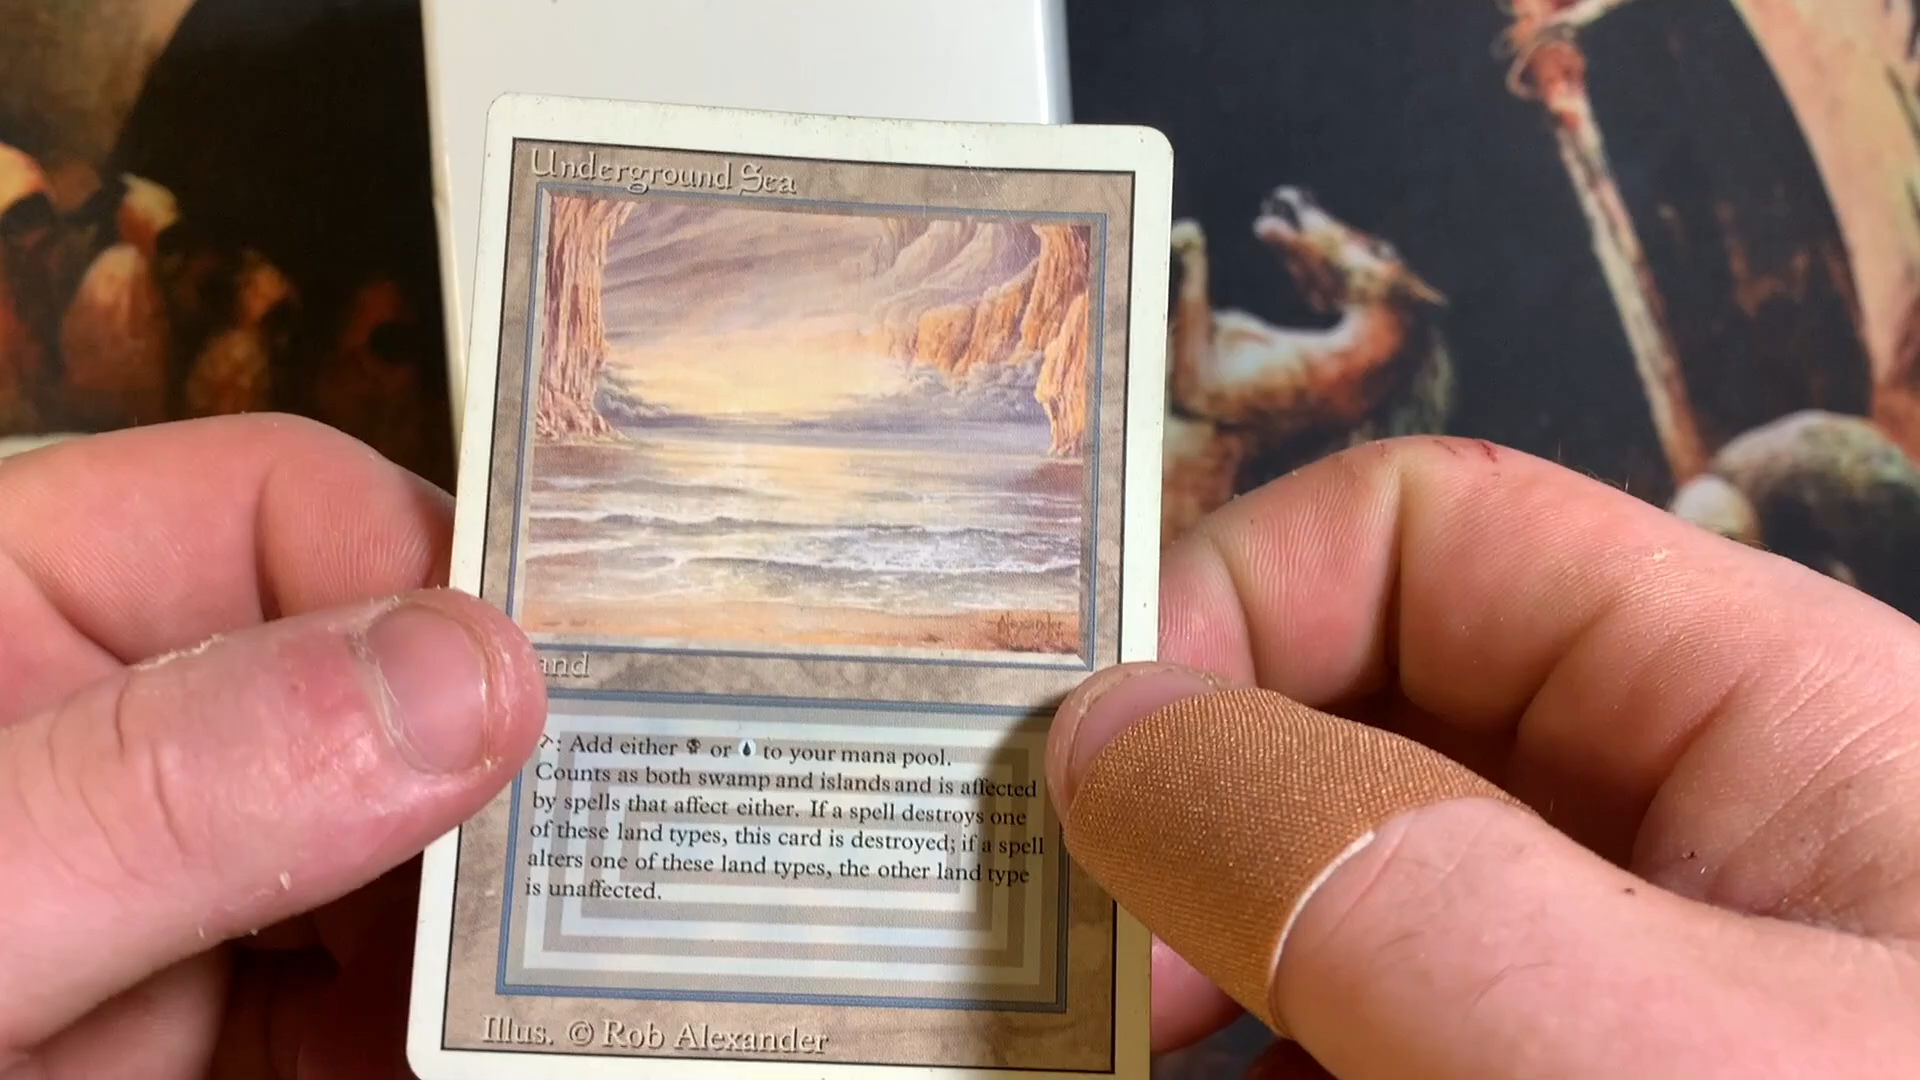 Underground Sea
Alexander
and
: Add either or to your mana pool.
Counts as both swamp and islands and is affected
by spells that affect either. If a spell destroys one
of these land types, this card is destroyed; if a spell
alters one of these land types, the other land type
is unaffected.
Illus. © Rob Alexander